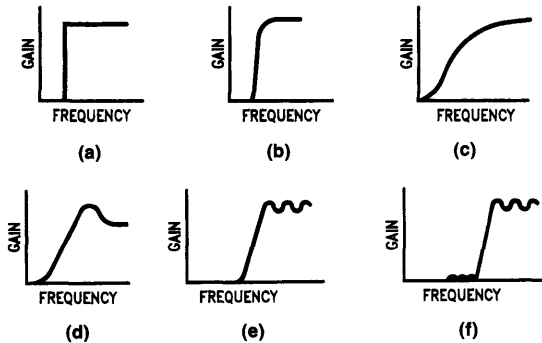 GAIN
FREQUENCY
(a)
GAIN
FREQUENCY
(b)
GAIN
FREQUENCY
(c)
GAIN
FREQUENCY
(d)
GAIN
FREQUENCY
(e)
GAIN
FREQUENCY
(f)